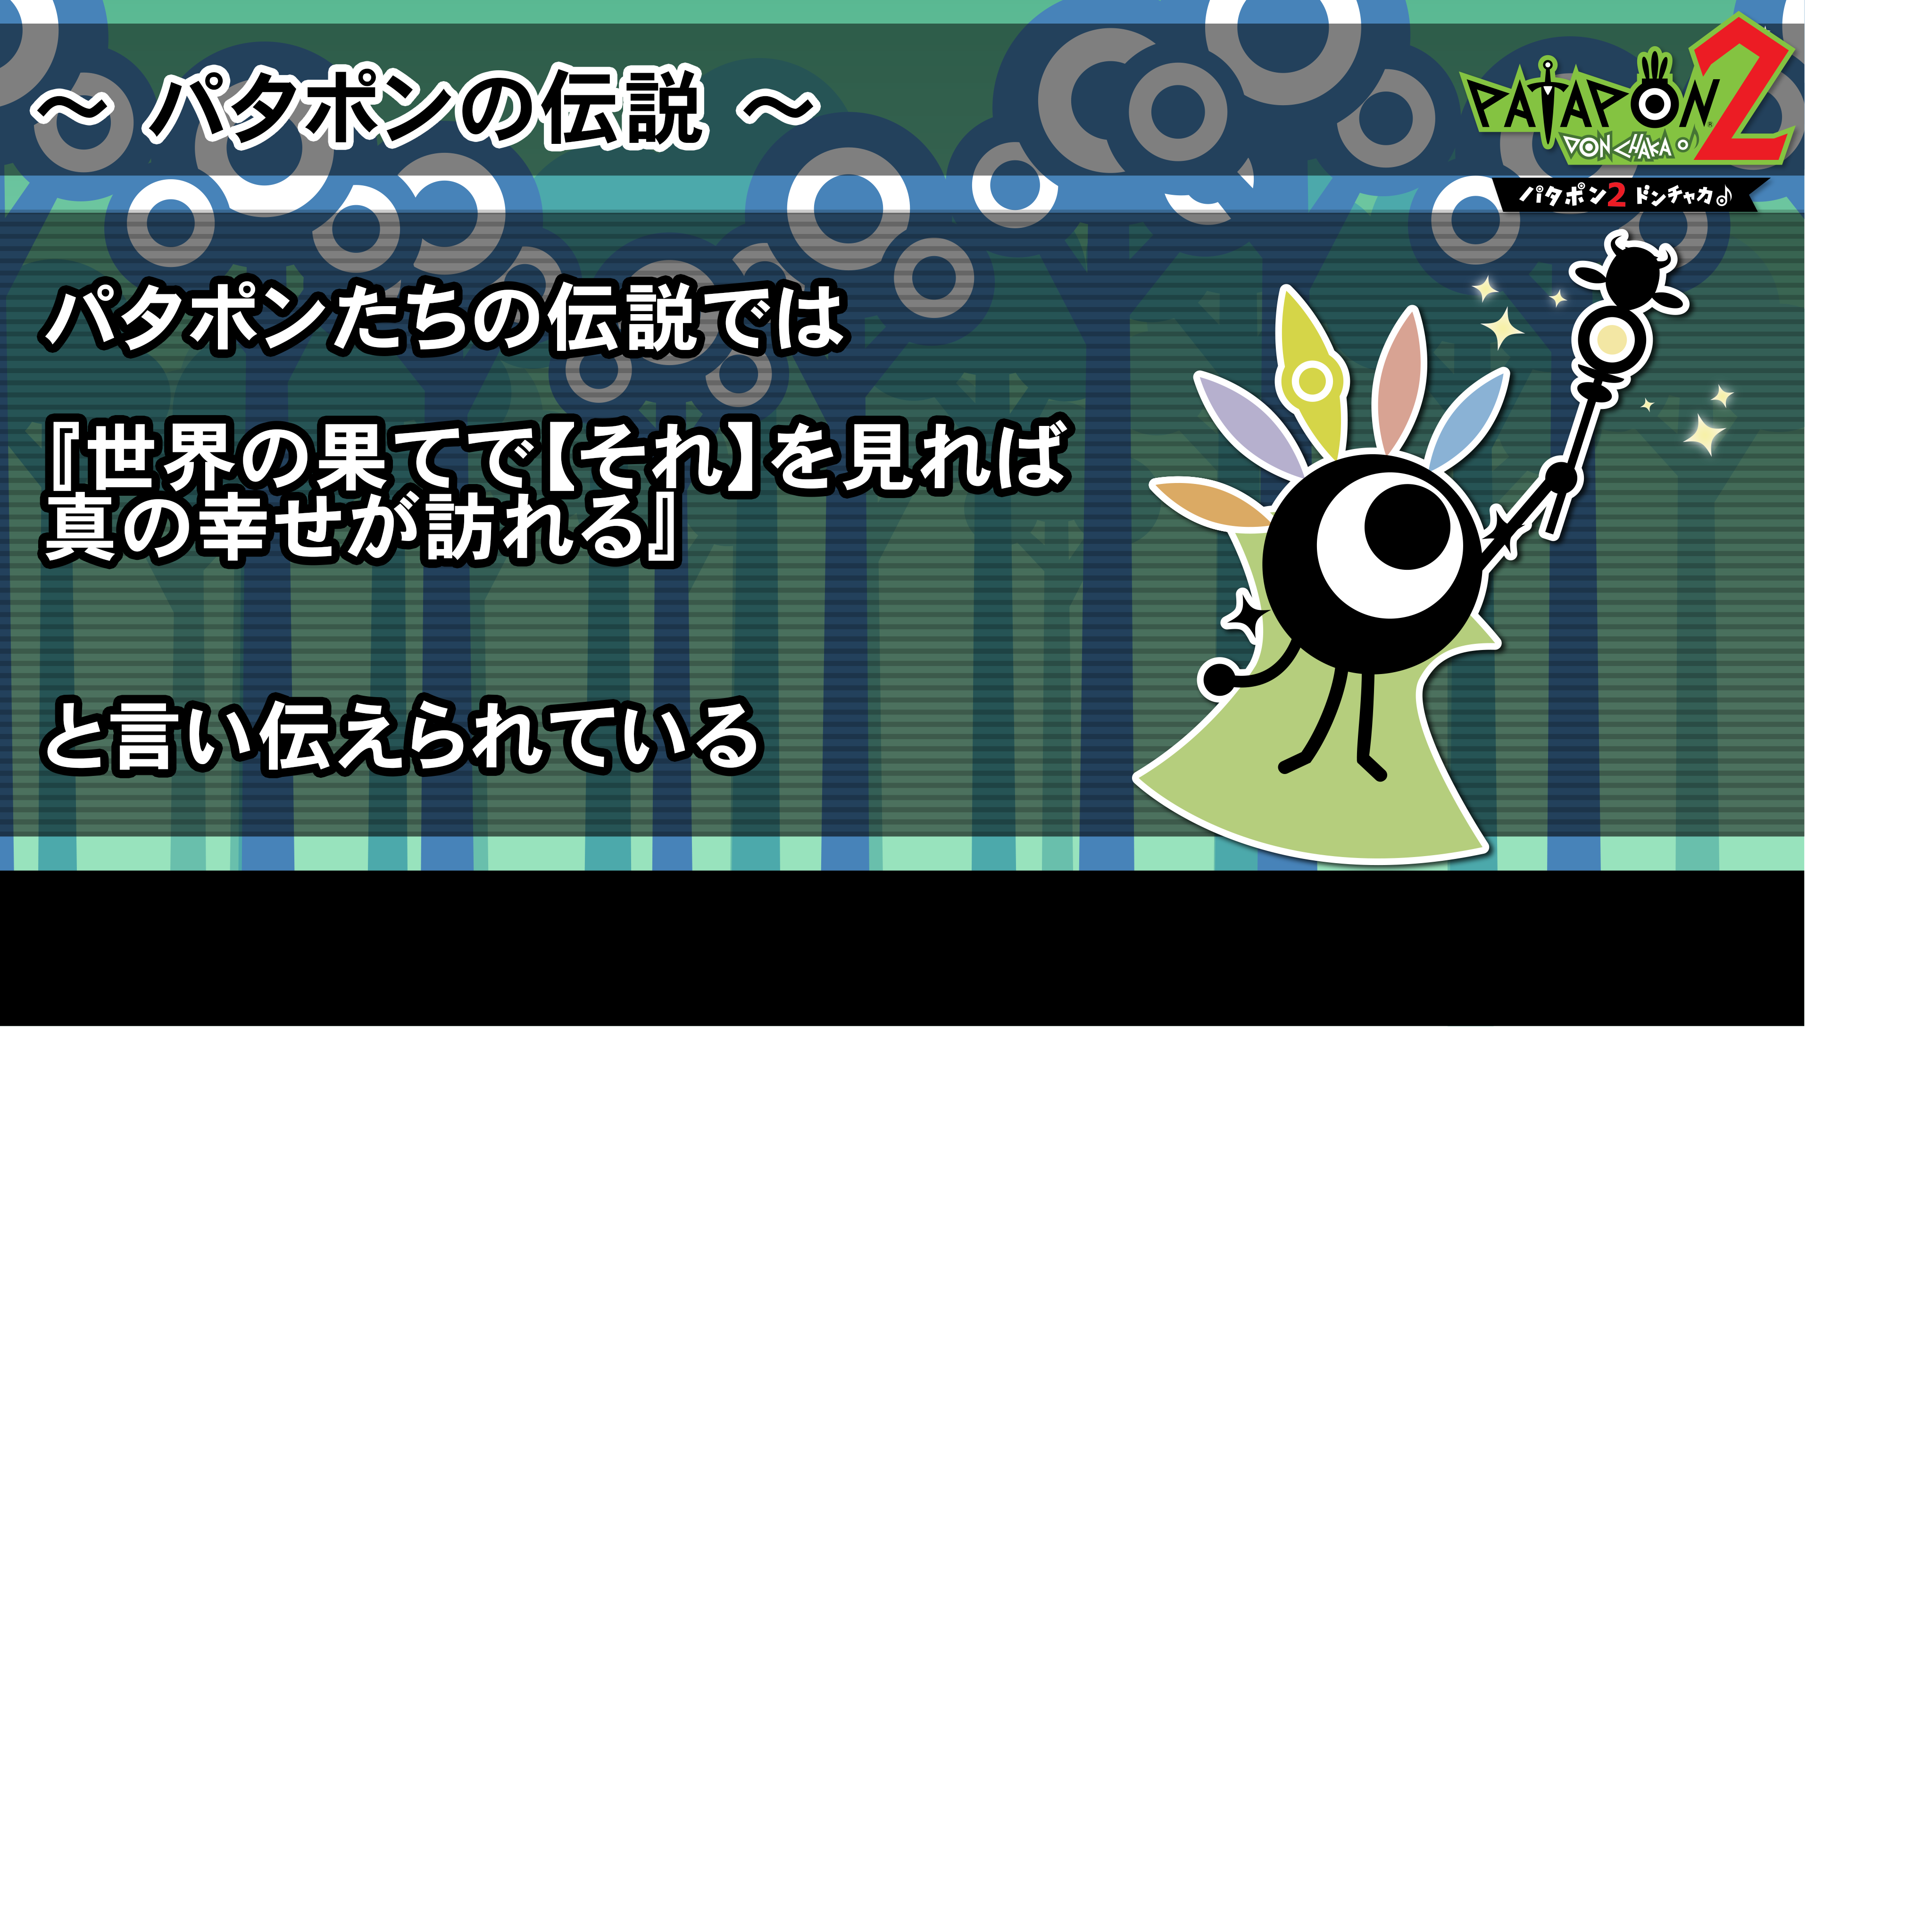 ～ パタポンの伝説 ～
PATAPON 2
DON CHAKA♪
パタポン2 ドンチャカ♪
パタポンたちの伝説では
『世界の果てで【それ】を見れば
真の幸せが訪れる』
と言い伝えられている